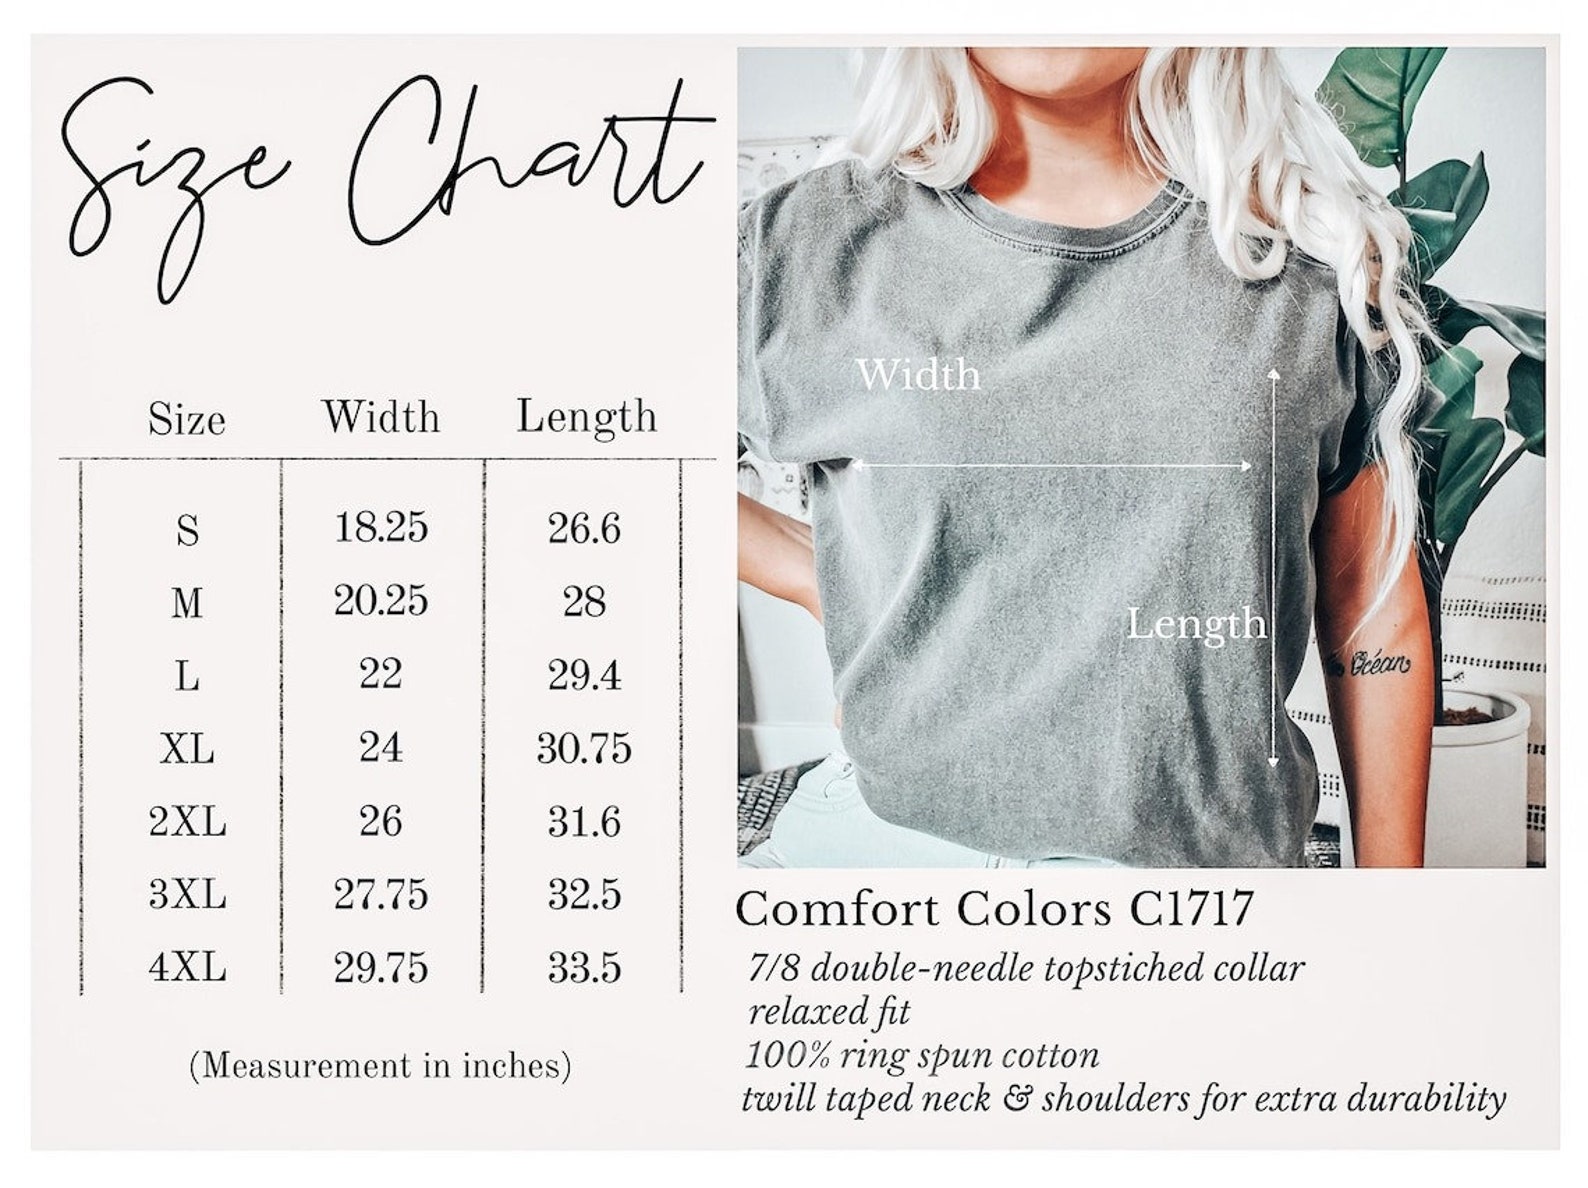 Size Chart
Size Width Length
S 18.25 26.6
M 20.25 28
L 22 29.4
XL 24 30.75
2XL 26 31.6
3XL 27.75 32.5
4XL 29.75 33.5
(Measurement in inches)
Width
Length
Océan
Comfort Colors C1717
7/8 double-needle topstiched collar
relaxed fit
100% ring spun cotton
twill taped neck & shoulders for extra durability